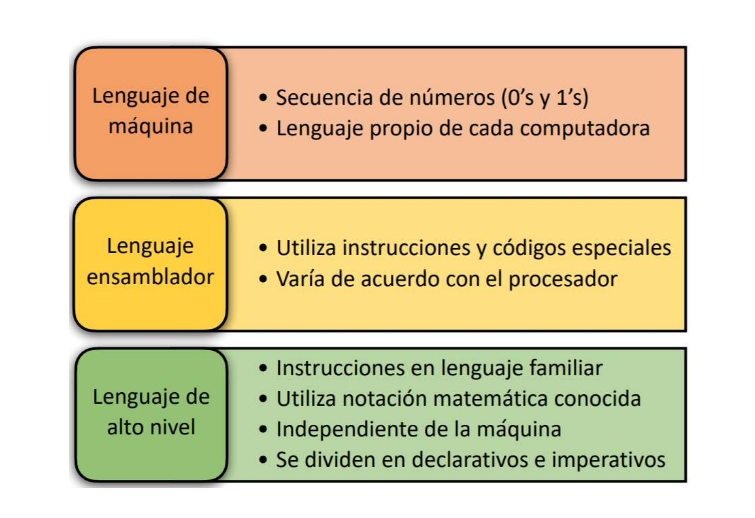 Lenguaje de
máquina
• Secuencia de números (0’s y 1’s)
• Lenguaje propio de cada computadora
Lenguaje
ensamblador
• Utiliza instrucciones y códigos especiales
• Varía de acuerdo con el procesador
Lenguaje de
alto nivel
• Instrucciones en lenguaje familiar
• Utiliza notación matemática conocida
• Independiente de la máquina
• Se dividen en declarativos e imperativos